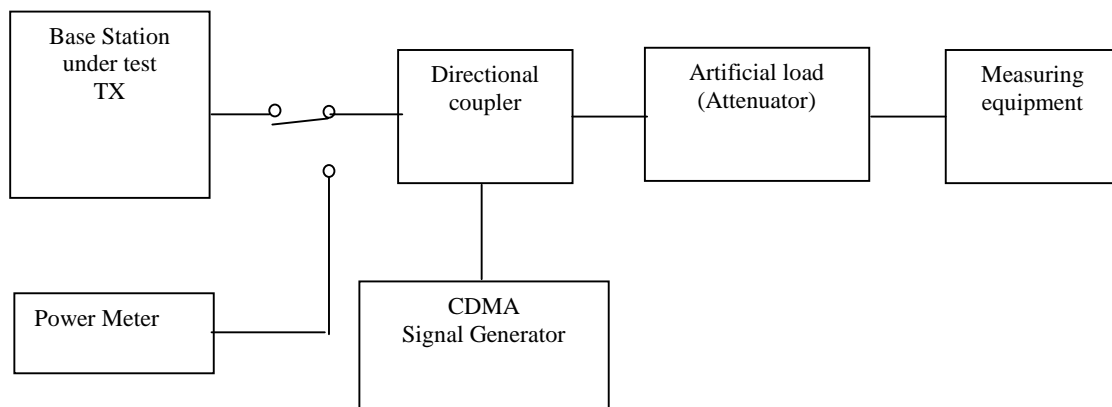 Base Station
under test
TX
Directional
coupler
Artificial load
(Attenuator)
Measuring
equipment
Power Meter
CDMA
Signal Generator